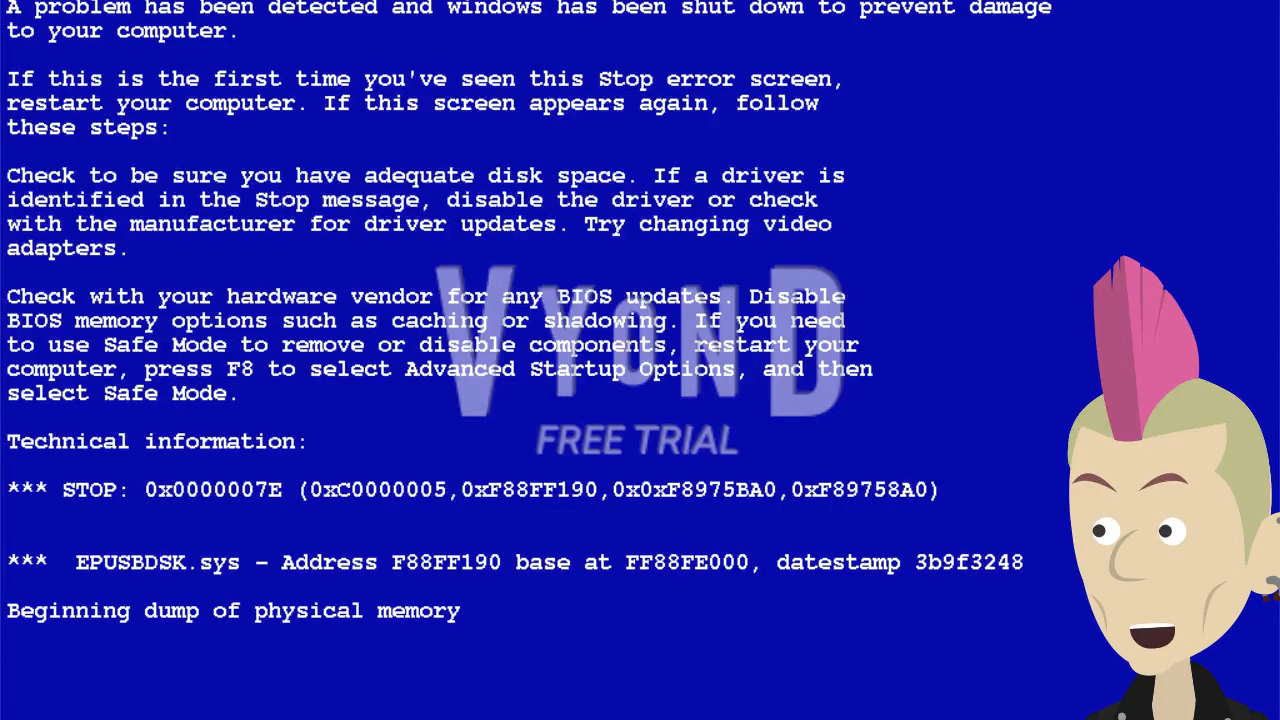 A problem has been detected and windows has been shut down to prevent damage
to your computer.
If this is the first time you've seen this Stop error screen,
restart your computer. If this screen appears again, follow
these steps:
Check to be sure you have adequate disk space. If a driver is
identified in the Stop message, disable the driver or check
with the manufacturer for driver updates. Try changing video
adapters.
Check with your hardware vendor for any BIOS updates. Disable
BIOS memory options such as caching or shadowing. If you need
to use Safe Mode to remove or disable components, restart your
computer, press F8 to select Advanced Startup Options, and then
select Safe Mode.
VYOND
FREE TRIAL
Technical information:
*** STOP: 0x0000007E (0xC0000005,0xF88FF190,0x0xF8975BA0,0xF89758A0)
*** EPUSBDSK.sys – Address F88FF190 base at FF88FE000, datestamp 3b9f3248
Beginning dump of physical memory